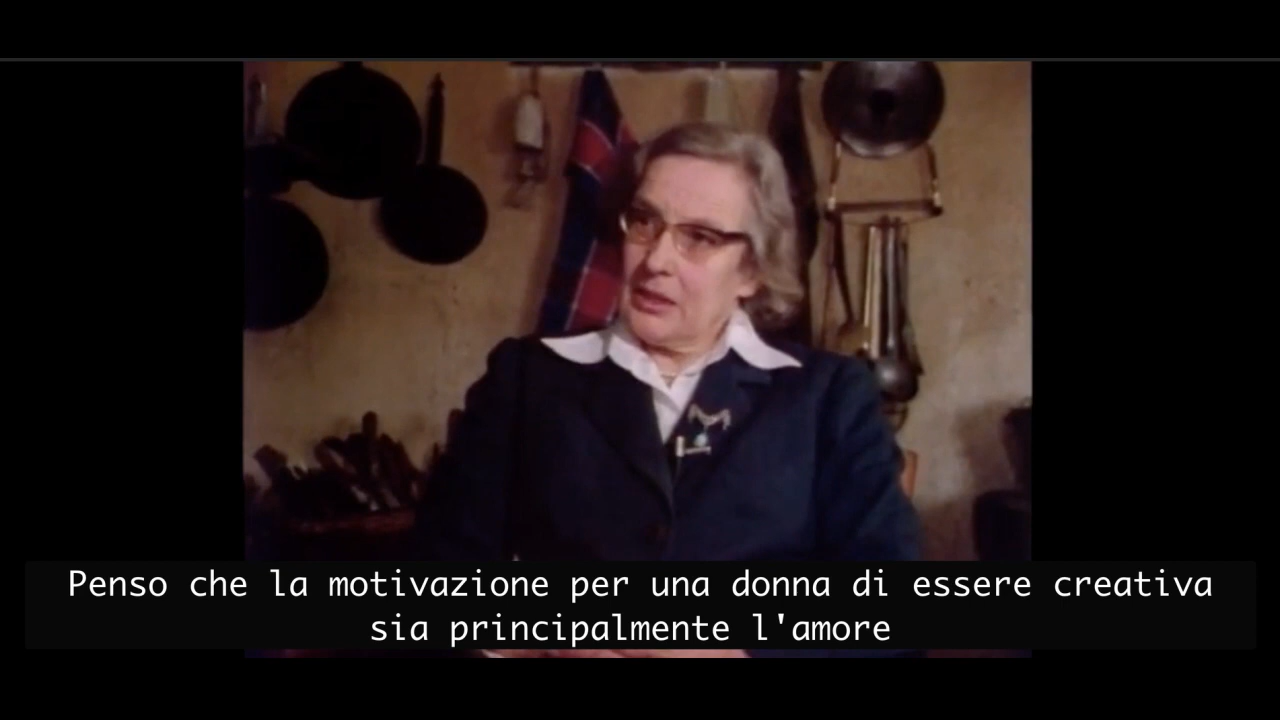 Penso che la motivazione per una donna di essere creativa
sia principalmente l'amore